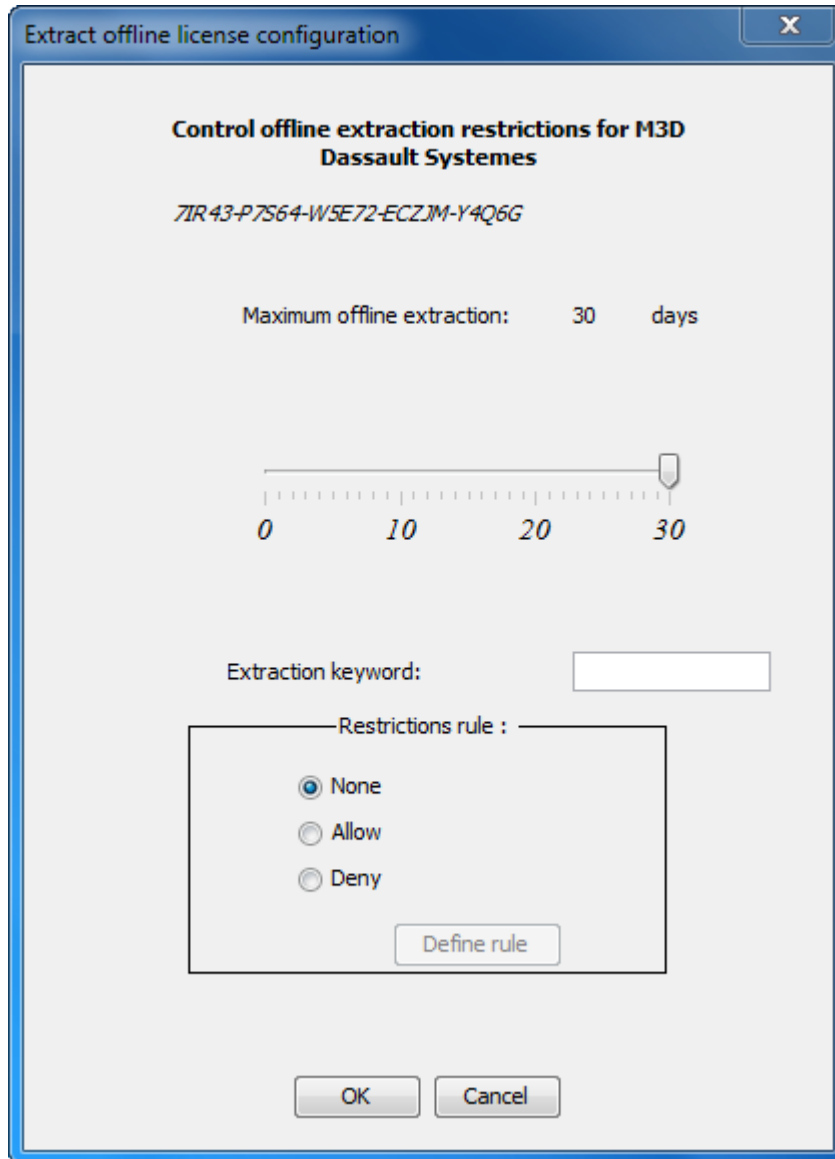 Extract offline license configuration
X
Control offline extraction restrictions for M3D
Dassault Systemes
7IR43-P7S64-W5E72-ECZJM-Y4Q6G
Maximum offline extraction: 30 days
0 10 20 30
Extraction keyword:
Restrictions rule :
None
Allow
Deny
Define rule
OK Cancel